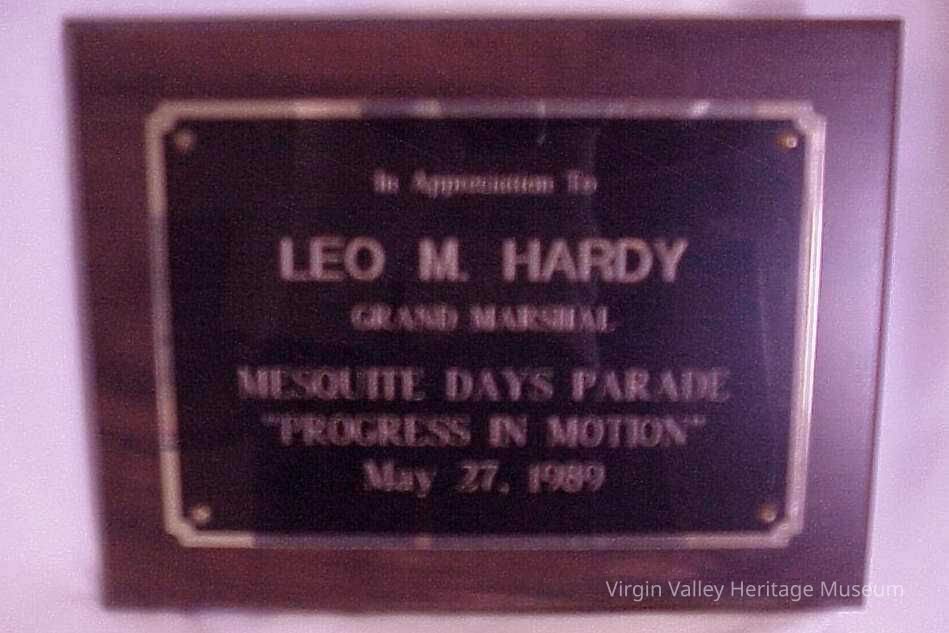 In Appreciation To
LEO M. HARDY
GRAND MARSHAL
MESQUITE DAYS PARADE
"PROGRESS IN MOTION"
May 27, 1989
Virgin Valley Heritage Museum